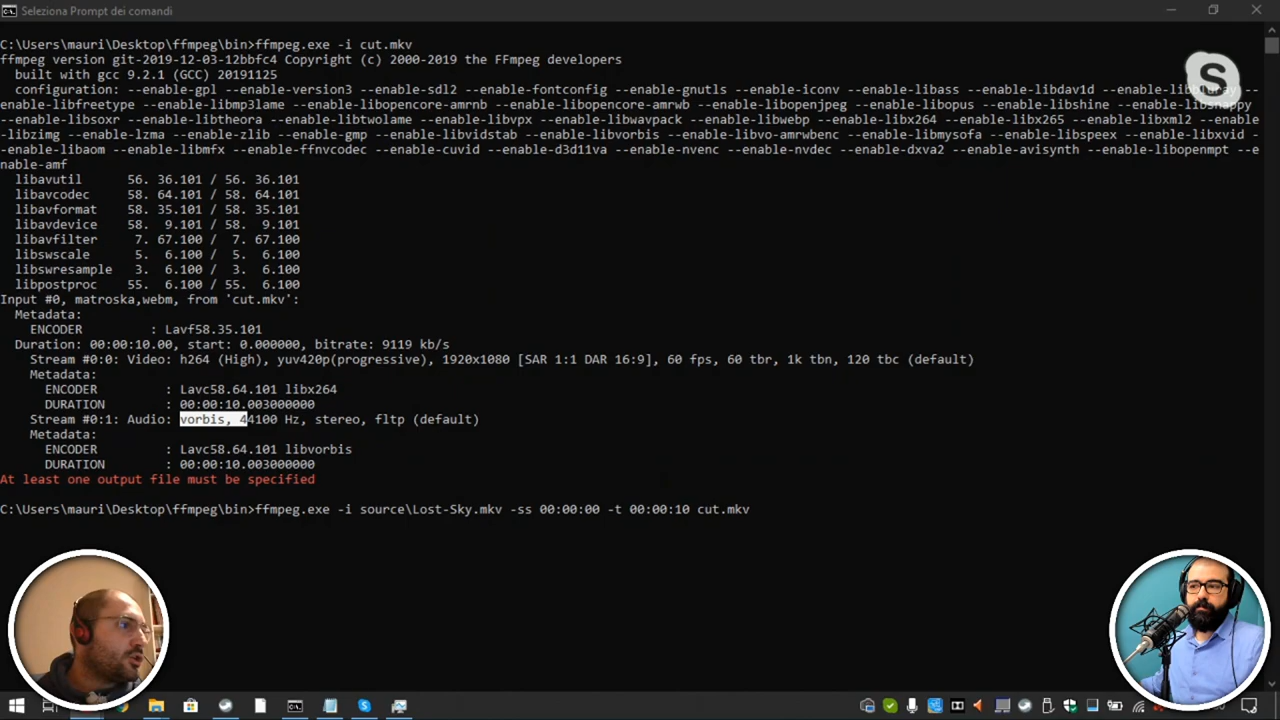 Seleziona Prompt dei comandi
C:\Users\mauri\Desktop\ffmpeg\bin>ffmpeg.exe -i cut.mkv
ffmpeg version git-2019-12-03-12bbfc4 Copyright (c) 2000-2019 the FFmpeg developers
built with gcc 9.2.1 (GCC) 20191125
configuration: --enable-gpl --enable-version3 --enable-sdl2 --enable-fontconfig --enable-gnutls --enable-iconv --enable-libass --enable-libdav1d --enable-libbluray --
enable-libfreetype --enable-libmp3lame --enable-libopencore-amrnb --enable-libopencore-amrwb --enable-libopenjpeg --enable-libopus --enable-libshine --enable-libsnappy
--enable-libsoxr --enable-libtheora --enable-libtwolame --enable-libvpx --enable-libwavpack --enable-libwebp --enable-libx264 --enable-libx265 --enable-libxml2 --enable
-libzimg --enable-lzma --enable-zlib --enable-gmp --enable-libvidstab --enable-libvorbis --enable-libvo-amrwbenc --enable-libmysofa --enable-libspeex --enable-libxvid -
-enable-libaom --enable-libmfx --enable-ffnvcodec --enable-cuvid --enable-d3d11va --enable-nvenc --enable-nvdec --enable-dxva2 --enable-avisynth --enable-libopenmpt --e
nable-amf
libavutil 56. 36.101 / 56. 36.101
libavcodec 58. 64.101 / 58. 64.101
libavformat 58. 35.101 / 58. 35.101
libavdevice 58. 9.101 / 58. 9.101
libavfilter 7. 67.100 / 7. 67.100
libswscale 5. 6.100 / 5. 6.100
libswresample 3. 6.100 / 3. 6.100
libpostproc 55. 6.100 / 55. 6.100
Input #0, matroska,webm, from 'cut.mkv':
Metadata:
ENCODER : Lavf58.35.101
Duration: 00:00:10.00, start: 0.000000, bitrate: 9119 kb/s
Stream #0:0: Video: h264 (High), yuv420p(progressive), 1920x1080 [SAR 1:1 DAR 16:9], 60 fps, 60 tbr, 1k tbn, 120 tbc (default)
Metadata:
ENCODER : Lavc58.64.101 libx264
DURATION : 00:00:10.003000000
Stream #0:1: Audio: vorbis, 44100 Hz, stereo, fltp (default)
Metadata:
ENCODER : Lavc58.64.101 libvorbis
DURATION : 00:00:10.003000000
At least one output file must be specified
C:\Users\mauri\Desktop\ffmpeg\bin>ffmpeg.exe -i source\Lost-Sky.mkv -ss 00:00:00 -t 00:00:10 cut.mkv